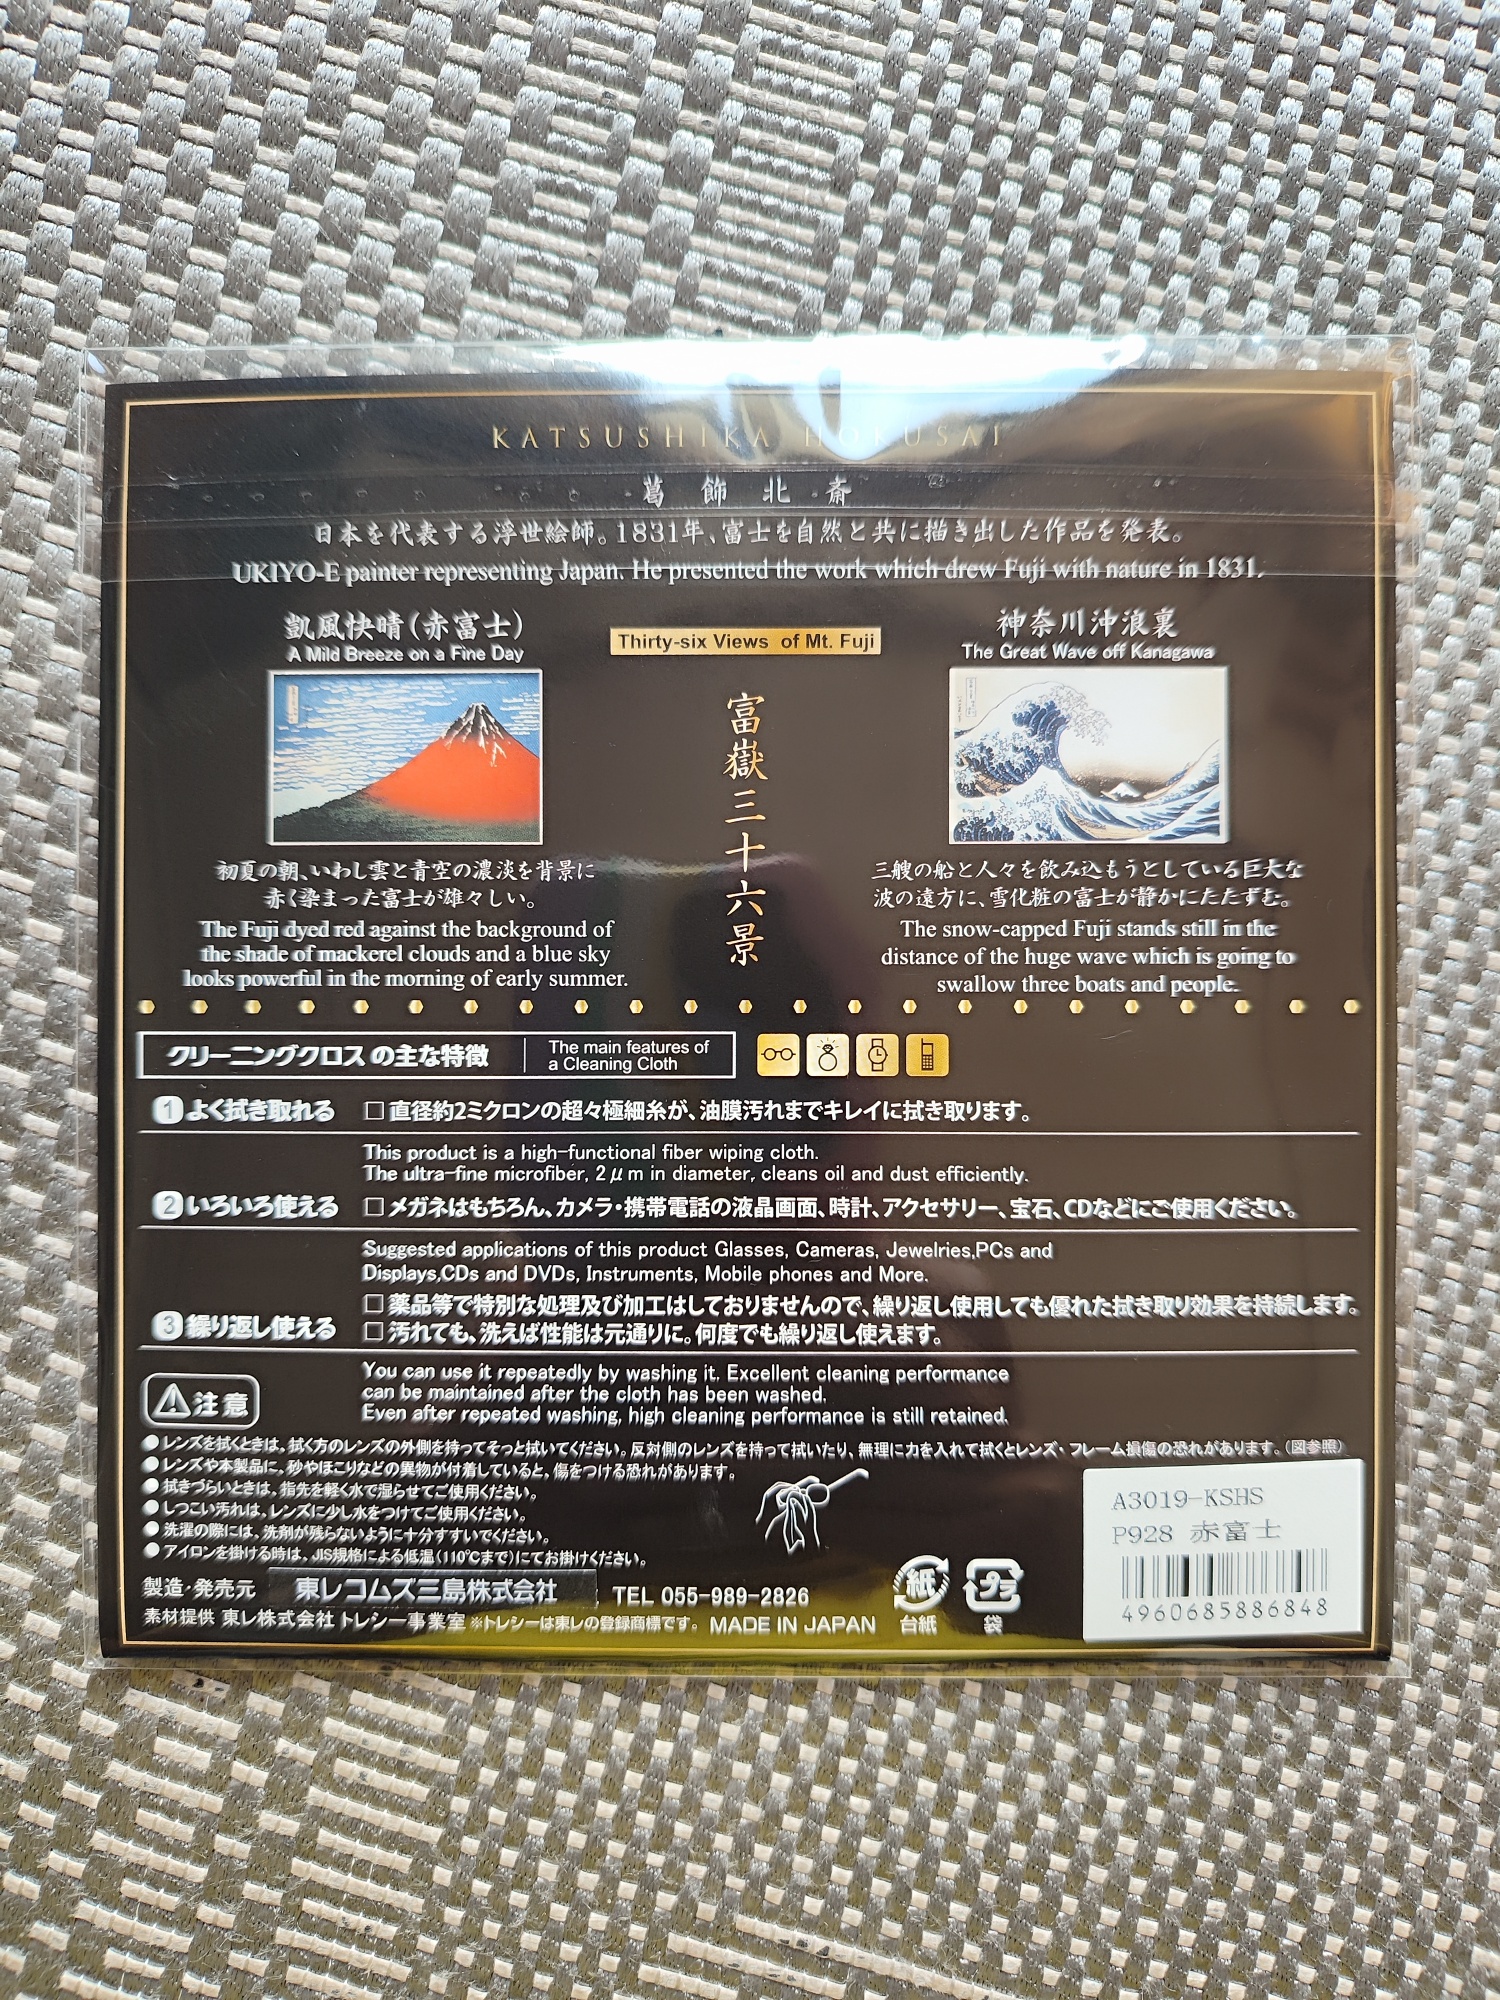 KATSUSHIKA HOKUSAI
葛飾北斎
日本を代表する浮世絵師。1831年、富士を自然と共に描き出した作品を発表。
UKIYO-E painter representing Japan. He presented the work which drew Fuji with nature in 1831.
凱風快晴(赤富士)
A Mild Breeze on a Fine Day
Thirty-six Views of Mt. Fuji
神奈川沖浪裏
The Great Wave off Kanagawa
富嶽三十六景
初夏の朝、いわし雲と青空の濃淡を背景に
赤く染まった富士が雄々しい。
The Fuji dyed red against the background of
the shade of mackerel clouds and a blue sky
looks powerful in the morning of early summer.
三艘の船と人々を飲み込もうとしている巨大な
波の遠方に、雪化粧の富士が静かにたたずむ。
The snow-capped Fuji stands still in the
distance of the huge wave which is going to
swallow three boats and people.
クリーニングクロスの主な特徴
The main features of
a Cleaning Cloth
1 よく拭き取れる □直径約2ミクロンの超々極細糸が、油膜汚れまでキレイに拭き取ります。
This product is a high-functional fiber wiping cloth.
The ultra-fine microfiber, 2μm in diameter, cleans oil and dust efficiently.
2 いろいろ使える □メガネはもちろん、カメラ・携帯電話の液晶画面、時計、アクセサリー、宝石、CDなどにご使用ください。
Suggested applications of this product Glasses, Cameras, Jewelries,PCs and
Displays,CDs and DVDs, Instruments, Mobile phones and More.
□薬品等で特別な処理及び加工はしておりませんので、繰り返し使用しても優れた拭き取り効果を持続します。
3 繰り返し使える □汚れても、洗えば性能は元通りに。何度でも繰り返し使えます。
You can use it repeatedly by washing it. Excellent cleaning performance
can be maintained after the cloth has been washed.
Even after repeated washing, high cleaning performance is still retained.
注意
●レンズを拭くときは、拭く方のレンズの外側を持ってそっと拭いてください。反対側のレンズを持って拭いたり、無理に力を入れて拭くとレンズ・フレーム損傷の恐れがあります。(図参照)
●レンズや本製品に、砂やほこりなどの異物が付着していると、傷をつける恐れがあります。
●拭きづらいときは、指先を軽く水で湿らせてご使用ください。
●しつこい汚れは、レンズに少し水をつけてご使用ください。
●洗濯の際には、洗剤が残らないように十分すすいでください。
●アイロンを掛ける時は、JIS規格による低温(110℃まで)にてお掛けください。
製造・発売元 東レコムズ三島株式会社 TEL 055-989-2826
素材提供 東レ株式会社 トレシー事業室 ※トレシーは東レの登録商標です。 MADE IN JAPAN
紙
台紙
プラ
袋
A3019-KSHS
P928 赤富士
4960685886848